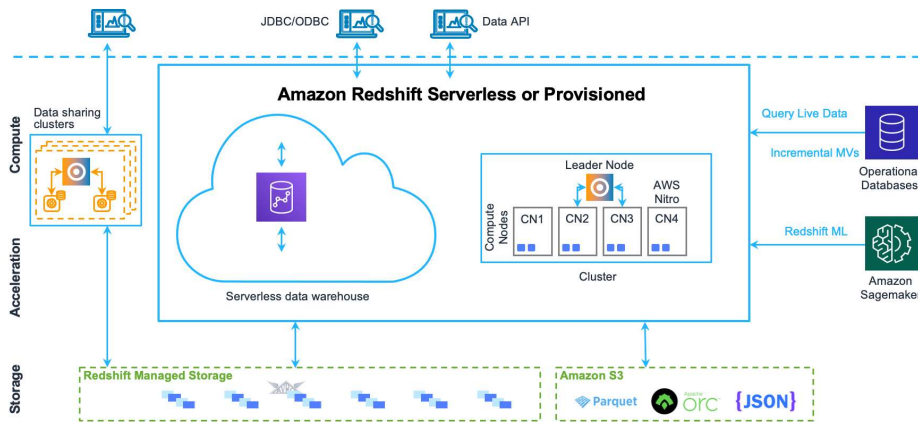 JDBC/ODBC
Data API
Amazon Redshift Serverless or Provisioned
Data sharing
clusters
Compute
Acceleration
Storage
Serverless data warehouse
Leader Node
AWS
Nitro
Compute
Nodes
CN1
CN2
CN3
CN4
Cluster
Query Live Data
Incremental MVs
Operational
Databases
Redshift ML
Amazon
Sagemaker
Redshift Managed Storage
Amazon S3
Parquet
Apache
orc
{JSON}